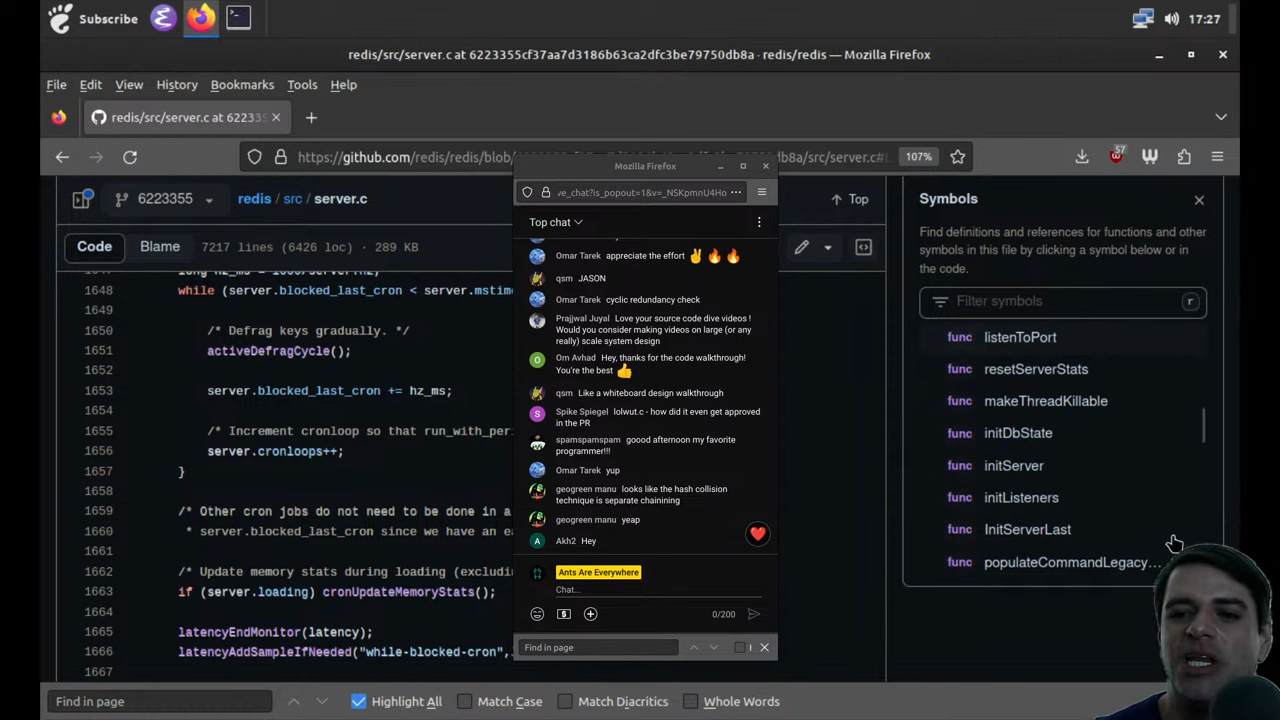 Subscribe
17:27
redis/src/server.c at 6223355cf37aa7d3186b63ca2dfc3be79750db8a · redis/redis — Mozilla Firefox
File Edit View History Bookmarks Tools Help
redis/src/server.c at 62233
https://github.com/redis/redis/blob/
db8a/src/server.c#L
107%
57
6223355
redis / src / server.c
Top
Code Blame 7217 lines (6426 loc) · 289 KB
1648 while (server.blocked_last_cron < server.mstime
1649
1650 /* Defrag keys gradually. */
1651 activeDefragCycle();
1652
1653 server.blocked_last_cron += hz_ms;
1654
1655 /* Increment cronloop so that run_with_per
1656 server.cronloops++;
1657 }
1658
1659 /* Other cron jobs do not need to be done in a
1660 * server.blocked_last_cron since we have an ea
1661
1662 /* Update memory stats during loading (excludin
1663 if (server.loading) cronUpdateMemoryStats();
1665 latencyEndMonitor(latency);
1666 latencyAddSampleIfNeeded("while-blocked-cron",
1667
Mozilla Firefox
ve_chat?is_popout=1&v=_NSKpmnU4Ho
Top chat
Omar Tarek appreciate the effort ✌🔥🔥
qsm JASON
Omar Tarek cyclic redundancy check
Prajjwal Juyal Love your source code dive videos !
Would you consider making videos on large (or any
really) scale system design
Om Avhad Hey, thanks for the code walkthrough!
You're the best 👍
qsm Like a whiteboard design walkthrough
Spike Spiegel lolwut.c - how did it even get approved
in the PR
spamspamspam goood afternoon my favorite
programmer!!!
Omar Tarek yup
geogreen manu looks like the hash collision
technique is separate chainining
geogreen manu yeap
Akh2 Hey
Ants Are Everywhere
Chat...
0/200
Find in page
Symbols
Find definitions and references for functions and other
symbols in this file by clicking a symbol below or in
the code.
Filter symbols r
func listenToPort
func resetServerStats
func makeThreadKillable
func initDbState
func initServer
func initListeners
func InitServerLast
func populateCommandLegacy...
Find in page
Highlight All Match Case Match Diacritics Whole Words